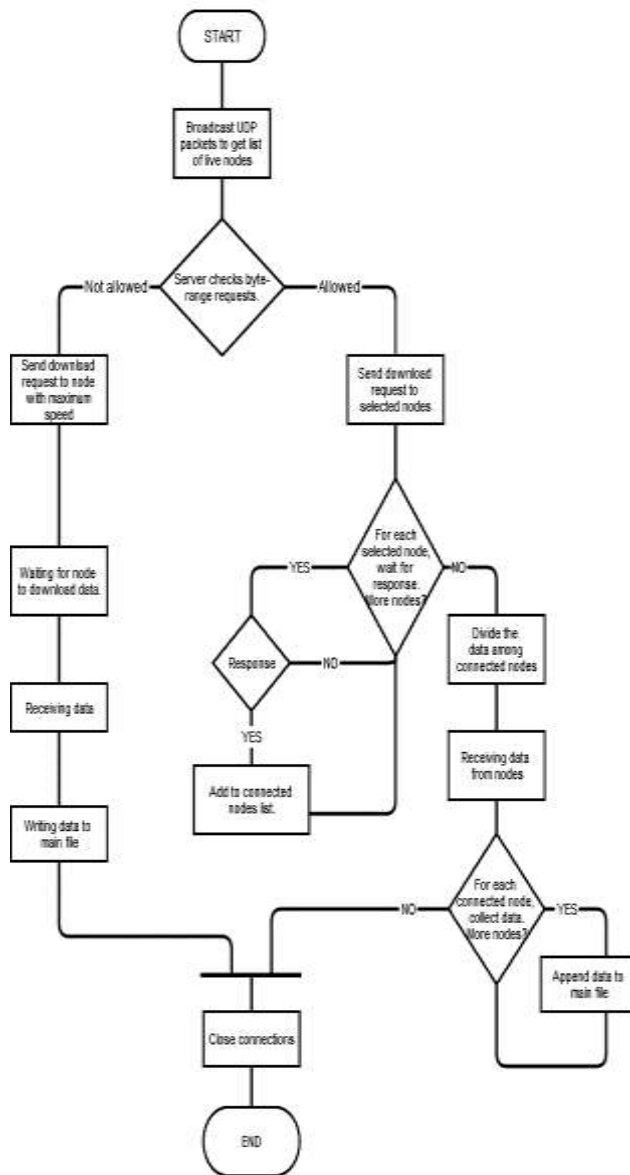 START
Broadcast UDP
packets to get list
of live nodes
Server checks byte-
range requests.
Not allowed
Allowed
Send download
request to node
with maximum
speed
Send download
request to
selected nodes
For each
selected node,
wait for
response.
More nodes?
YES
NO
Waiting for node
to download data.
Divide the
data among
connected nodes
Response
NO
YES
Receiving data
Receiving data
from nodes
Add to connected
nodes list.
Writing data to
main file
For each
connected node,
collect data.
More nodes?
NO
YES
Append data to
main file
Close connections
END